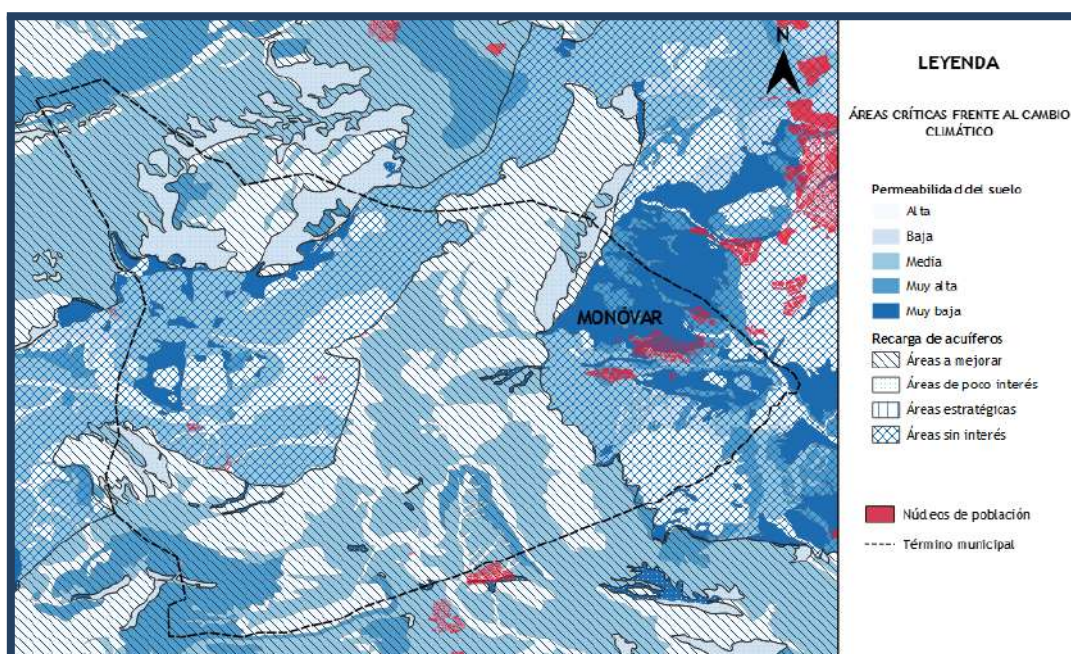 N
MONÓVAR
LEYENDA
ÁREAS CRÍTICAS FRENTE AL CAMBIO
CLIMÁTICO
Permeabilidad del suelo
Alta
Baja
Media
Muy alta
Muy baja
Recarga de acuíferos
Áreas a mejorar
Áreas de poco interés
Áreas estratégicas
Áreas sin interés
Núcleos de población
Término municipal